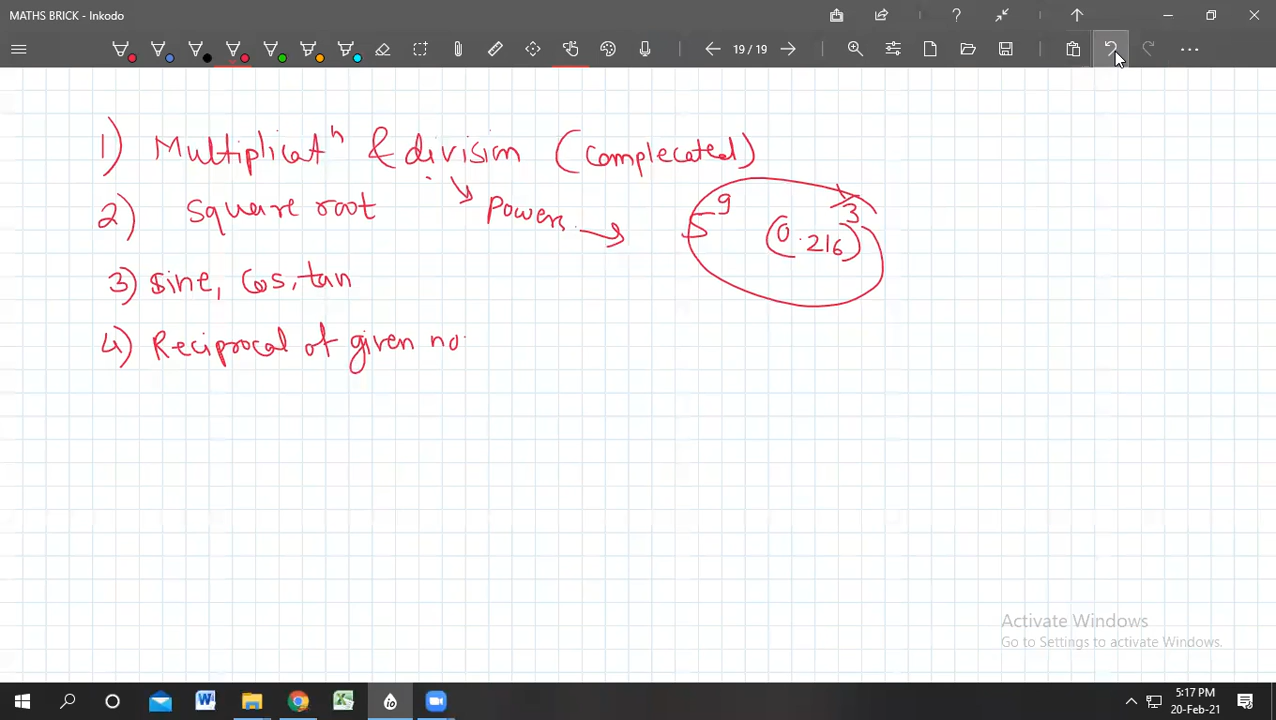 MATHS BRICK - Inkodo
19 / 19
1) Multiplicatⁿ & division (complecated)
2) Square root
Powers
5⁹ (0.216)³
3) sine, cos, tan
4) Reciprocal of given no.
Activate Windows
Go to Settings to activate Windows.
5:17 PM
20-Feb-21